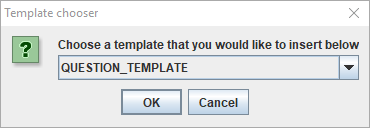 Template chooser
?
Choose a template that you would like to insert below
QUESTION_TEMPLATE
OK
Cancel